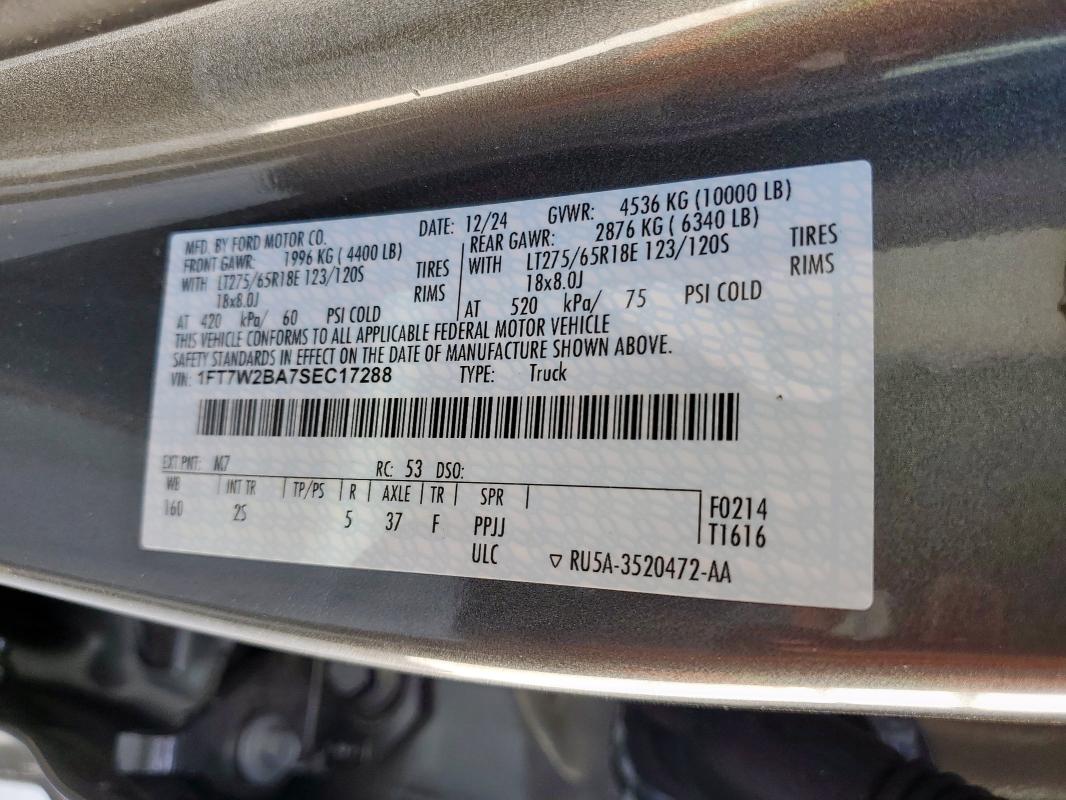 MFD. BY FORD MOTOR CO. DATE: 12/24 GVWR: 4536 KG (10000 LB)
FRONT GAWR: 1996 KG ( 4400 LB) REAR GAWR: 2876 KG ( 6340 LB)
WITH LT275/65R18E 123/120S TIRES WITH LT275/65R18E 123/120S TIRES
18x8.0J RIMS 18x8.0J RIMS
AT 420 kPa/ 60 PSI COLD AT 520 kPa/ 75 PSI COLD
THIS VEHICLE CONFORMS TO ALL APPLICABLE FEDERAL MOTOR VEHICLE
SAFETY STANDARDS IN EFFECT ON THE DATE OF MANUFACTURE SHOWN ABOVE.
VIN: 1FT7W2BA7SEC17288 TYPE: Truck
EXT PNT: M7 RC: 53 DSO:
WB INT TR TP/PS R AXLE TR SPR
160 2S 5 37 F PPJJ
ULC
F0214
T1616
▽ RU5A-3520472-AA